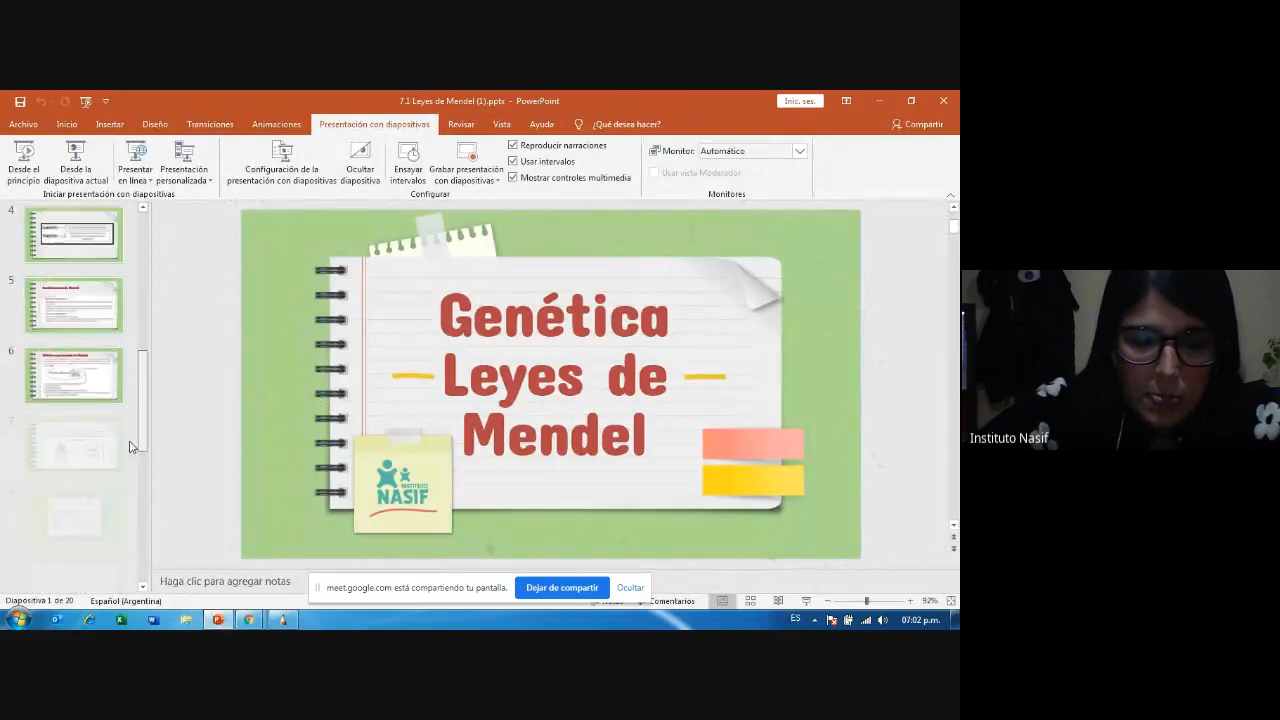 7.1 Leyes de Mendel (1).pptx - PowerPoint
Inic. ses.
Archivo Inicio Insertar Diseño Transiciones Animaciones Presentación con diapositivas Revisar Vista Ayuda ¿Qué desea hacer? Compartir
Desde el principio
Desde la diapositiva actual
Presentar en línea
Presentación personalizada
Iniciar presentación con diapositivas
Configuración de la presentación con diapositivas
Ocultar diapositiva
Ensayar intervalos
Grabar presentación con diapositivas
Reproducir narraciones
Usar intervalos
Mostrar controles multimedia
Configurar
Monitor: Automático
Usar vista Moderador
Monitores
4
5
6
7
8
Genética
Leyes de
Mendel
INSTITUTO
NASIF
Instituto Nasif
Haga clic para agregar notas
meet.google.com está compartiendo tu pantalla.
Dejar de compartir
Ocultar
Diapositiva 1 de 20 Español (Argentina)
Comentarios
92%
ES
07:02 p.m.